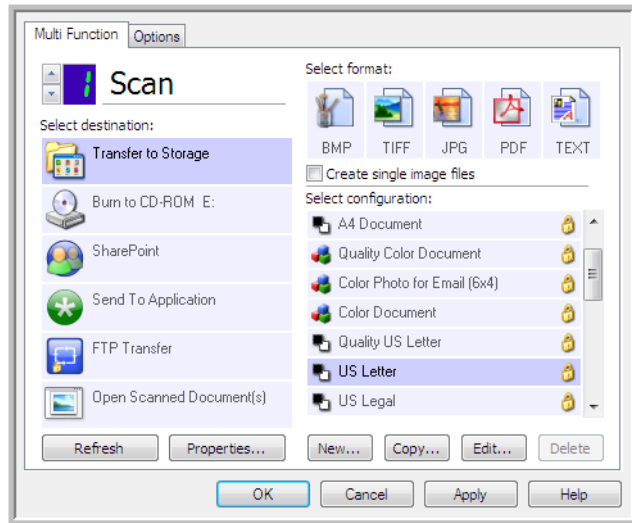 Multi Function
Options
1
Scan
Select destination:
Transfer to Storage
Burn to CD-ROM E:
SharePoint
Send To Application
FTP Transfer
Open Scanned Document(s)
Refresh
Properties...
Select format:
BMP TIFF JPG PDF TEXT
Create single image files
Select configuration:
A4 Document
Quality Color Document
Color Photo for Email (6x4)
Color Document
Quality US Letter
US Letter
US Legal
New...
Copy...
Edit...
Delete
OK
Cancel
Apply
Help